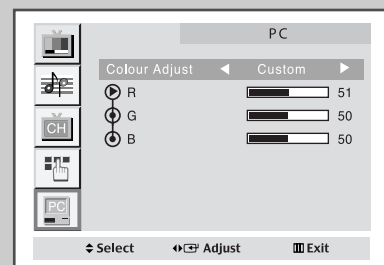 PC
Colour Adjust Custom
R 51
G 50
B 50
CH
PC
Select Adjust Exit